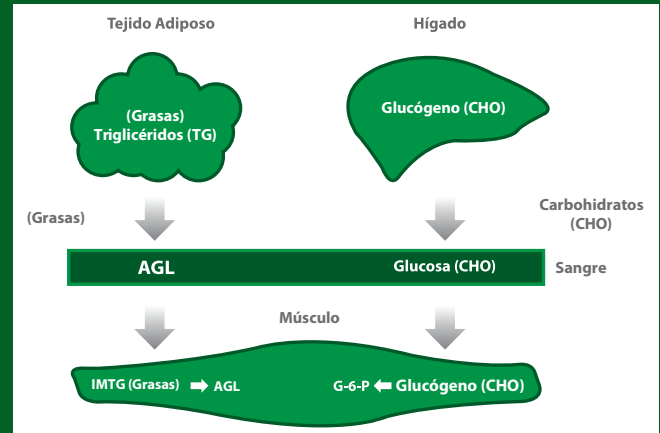 Tejido Adiposo
Hígado
(Grasas)
Triglicéridos (TG)
Glucógeno (CHO)
(Grasas)
Carbohidratos
(CHO)
AGL
Glucosa (CHO)
Sangre
Músculo
IMTG (Grasas)
AGL
G-6-P
Glucógeno (CHO)